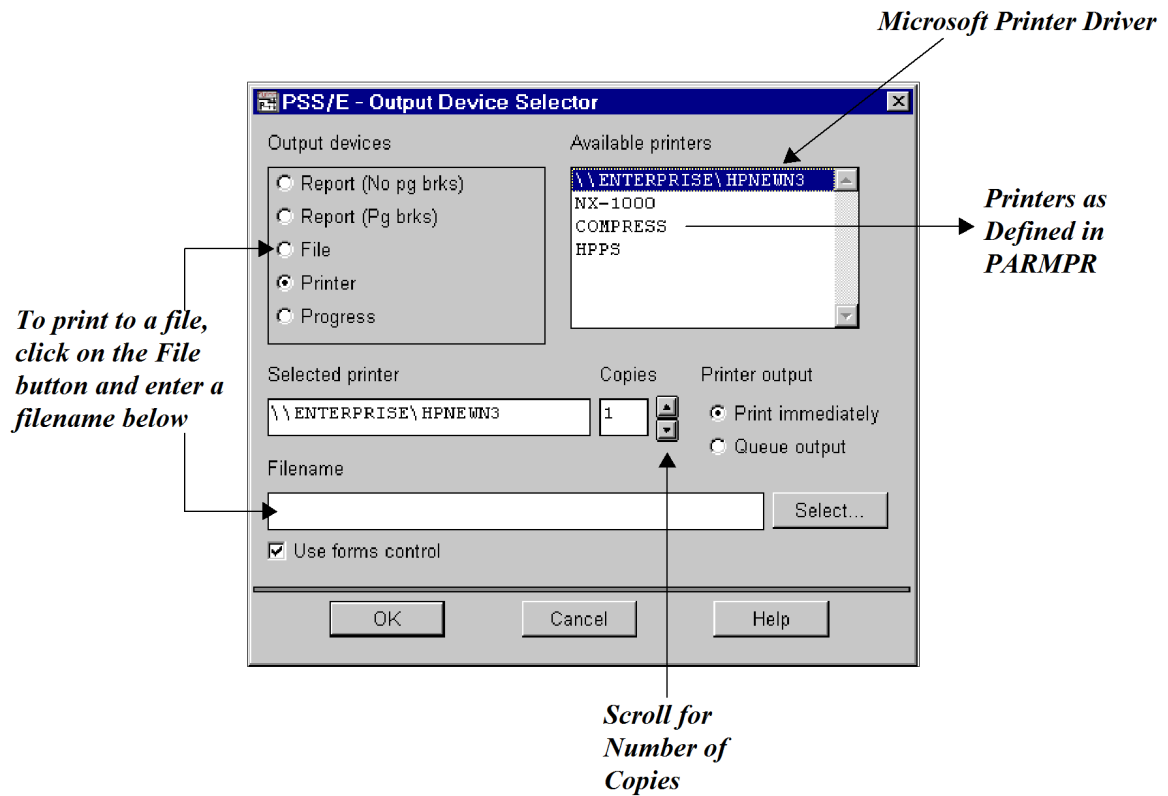 Microsoft Printer Driver
PSS/E - Output Device Selector
Output devices
Available printers
Report (No pg brks)
Report (Pg brks)
File
Printer
Progress
\\ENTERPRISE\HPNEWN3
NX-1000
COMPRESS
HPPS
Printers as
Defined in
PARMPR
To print to a file,
click on the File
button and enter a
filename below
Selected printer
Copies
Printer output
\\ENTERPRISE\HPNEWN3
1
Print immediately
Queue output
Filename
Select...
Use forms control
OK
Cancel
Help
Scroll for
Number of
Copies